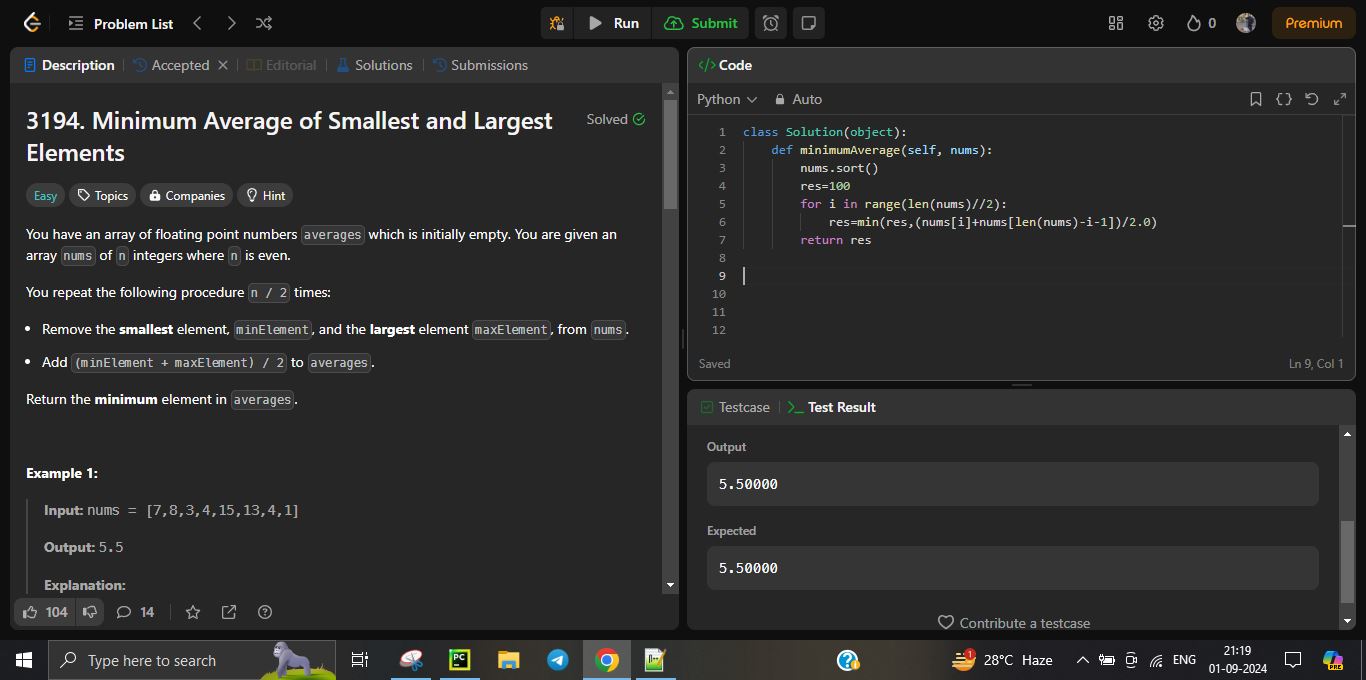 Problem List
Run
Submit
0
Premium
Description
Accepted
Editorial
Solutions
Submissions
3194. Minimum Average of Smallest and Largest
Elements
Solved
Easy
Topics
Companies
Hint
You have an array of floating point numbers averages which is initially empty. You are given an
array nums of n integers where n is even.
You repeat the following procedure n / 2 times:
• Remove the smallest element, minElement, and the largest element maxElement, from nums.
• Add (minElement + maxElement) / 2 to averages.
Return the minimum element in averages.
Example 1:
Input: nums = [7,8,3,4,15,13,4,1]
Output: 5.5
Explanation:
104
14
</> Code
Python
Auto
1 class Solution(object):
2 def minimumAverage(self, nums):
3 nums.sort()
4 res=100
5 for i in range(len(nums)//2):
6 res=min(res,(nums[i]+nums[len(nums)-i-1])/2.0)
7 return res
8
9
10
11
12
Saved
Ln 9, Col 1
Testcase
Test Result
Output
5.50000
Expected
5.50000
Contribute a testcase
Type here to search
PC
1
28°C Haze
ENG
21:19
01-09-2024
PRE